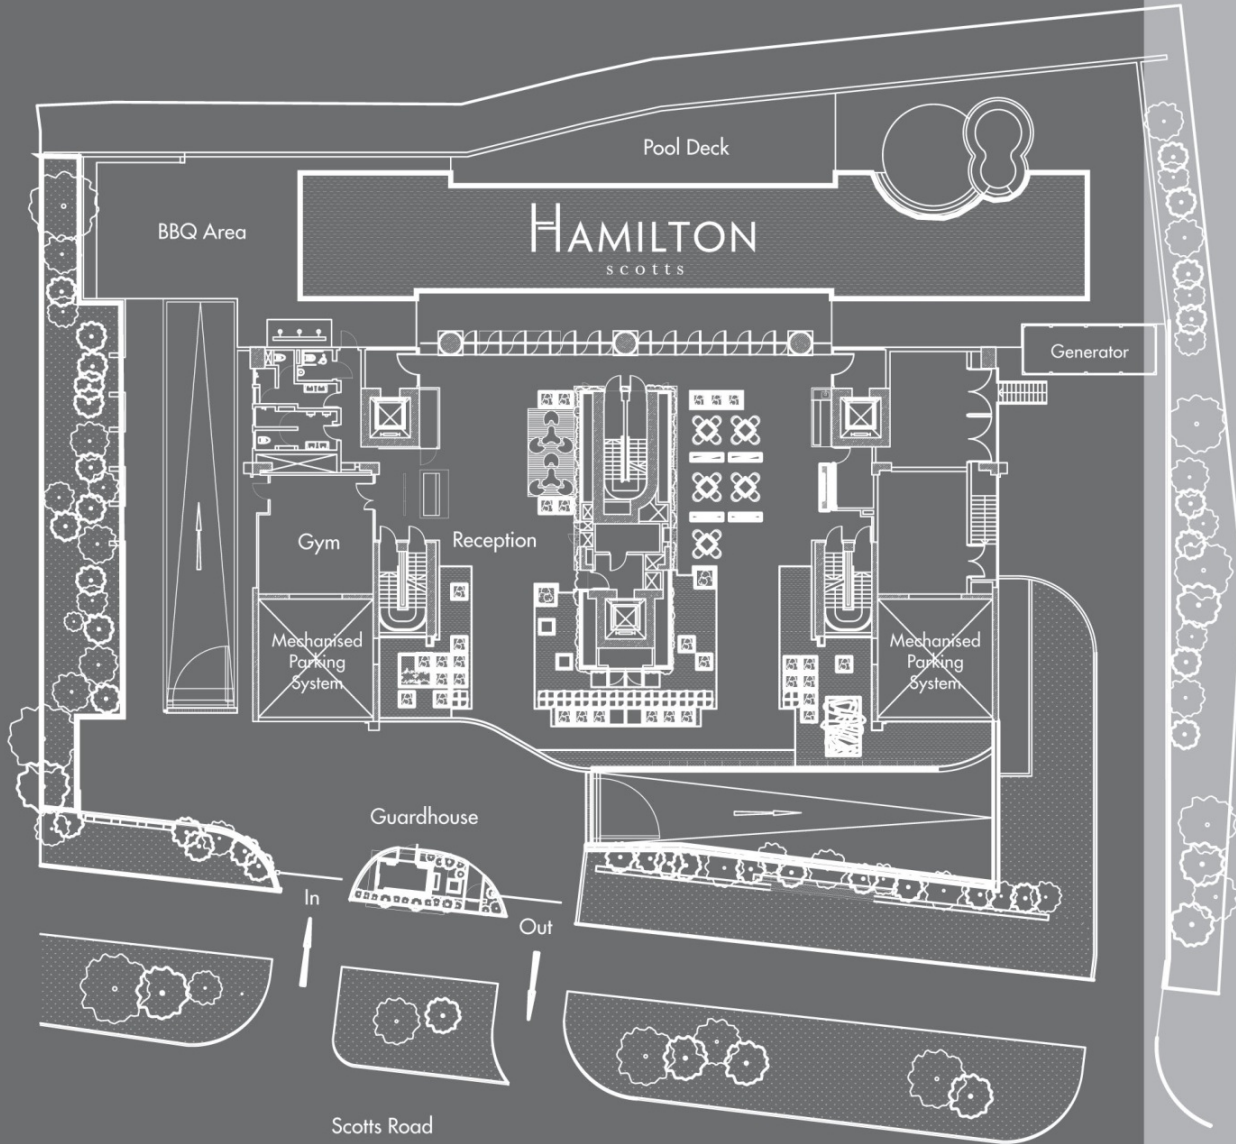 Pool Deck
BBQ Area
HAMILTON
scotts
Generator
Gym
Reception
Mechanised
Parking
System
Mechanised
Parking
System
Guardhouse
In
Out
Scotts Road